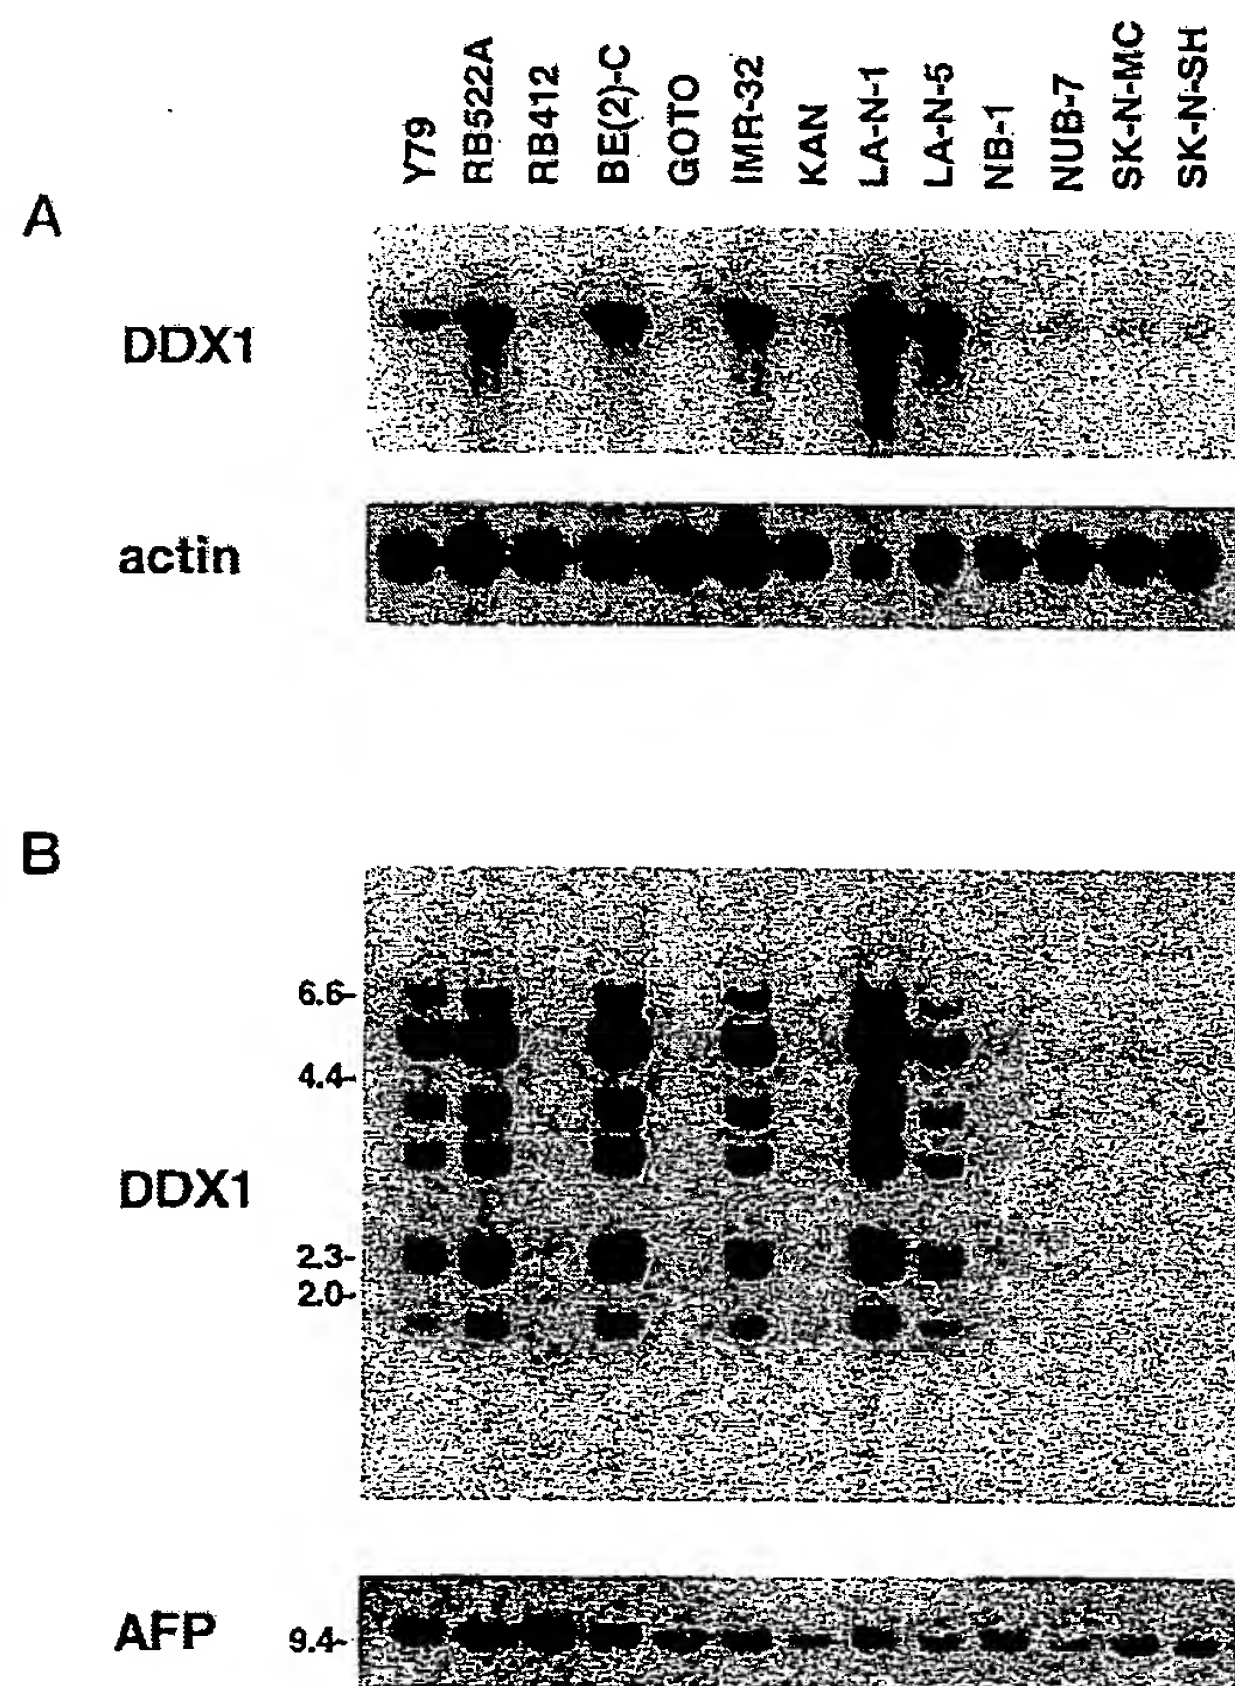 Y79
RB522A
RB412
BE(2)-C
GOTO
IMR-32
KAN
LA-N-1
LA-N-5
NB-1
NUB-7
SK-N-MC
SK-N-SH
A
DDX1
actin
B
6.6-
4.4-
DDX1
2.3-
2.0-
AFP
9.4-